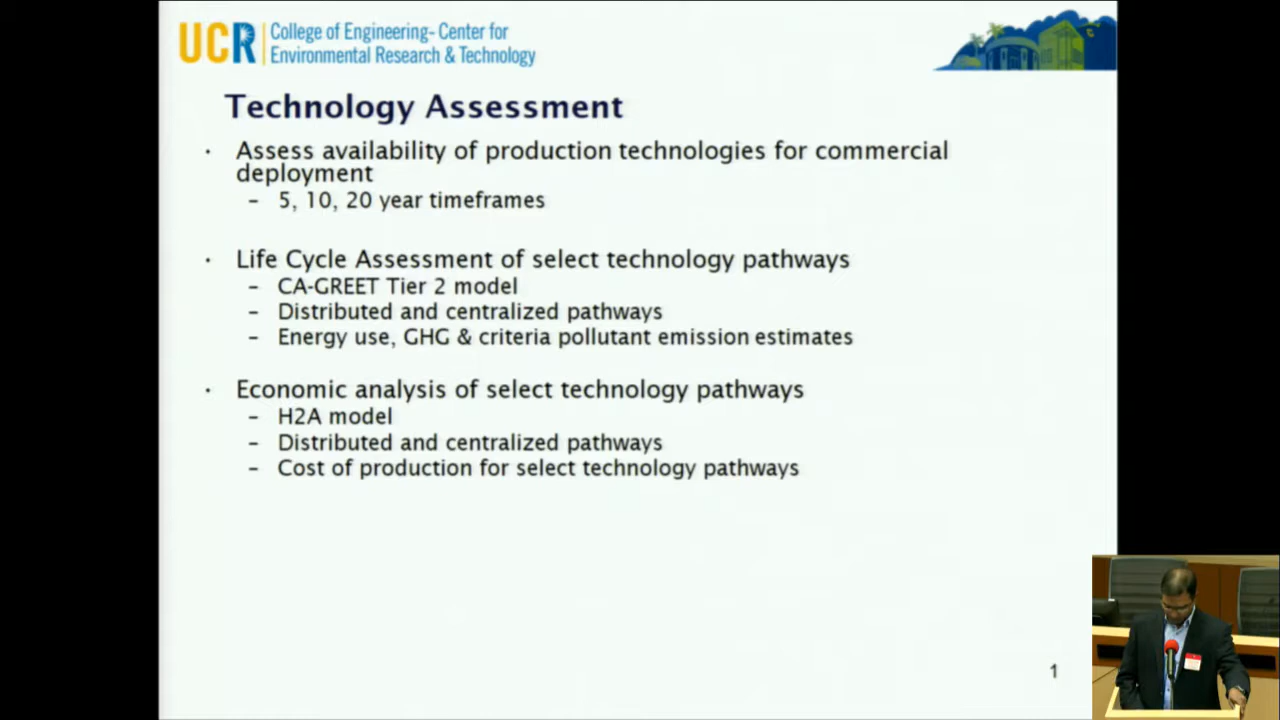 UCR
College of Engineering- Center for
Environmental Research & Technology
Technology Assessment
· Assess availability of production technologies for commercial
deployment
– 5, 10, 20 year timeframes
· Life Cycle Assessment of select technology pathways
– CA-GREET Tier 2 model
– Distributed and centralized pathways
– Energy use, GHG & criteria pollutant emission estimates
· Economic analysis of select technology pathways
– H2A model
– Distributed and centralized pathways
– Cost of production for select technology pathways
1